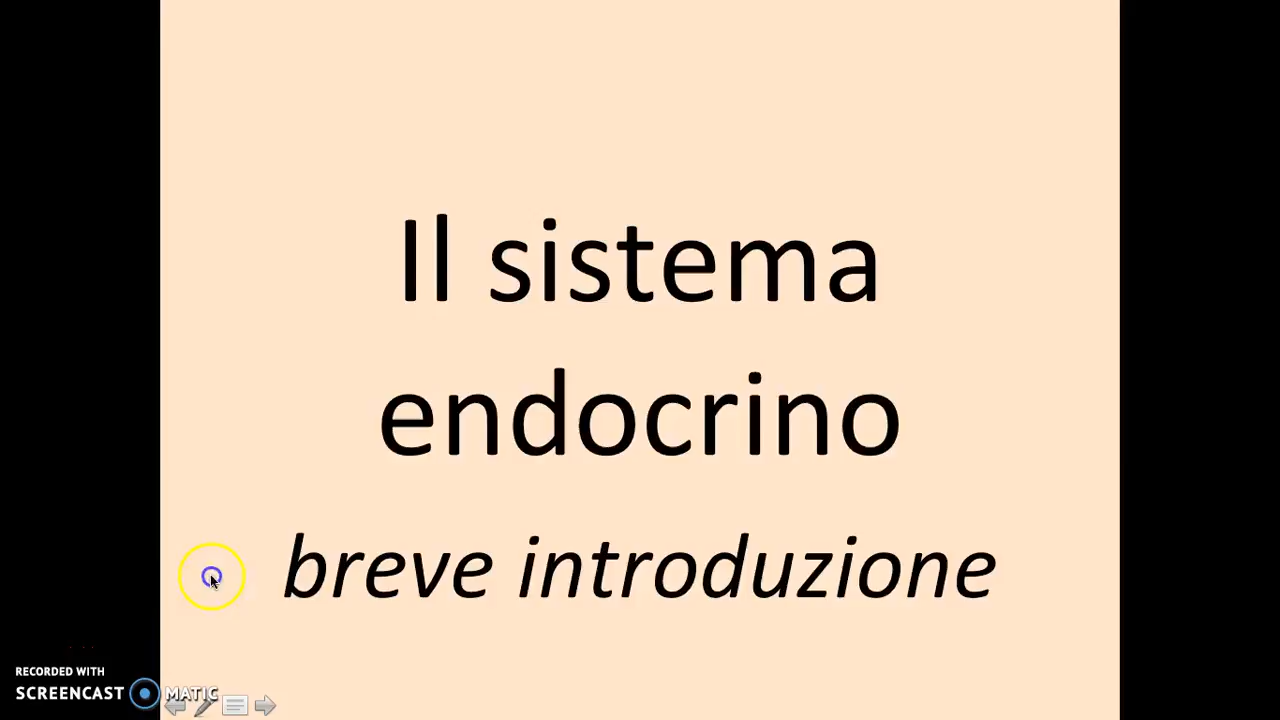 Il sistema
endocrino
breve introduzione
RECORDED WITH
SCREENCAST MATIC